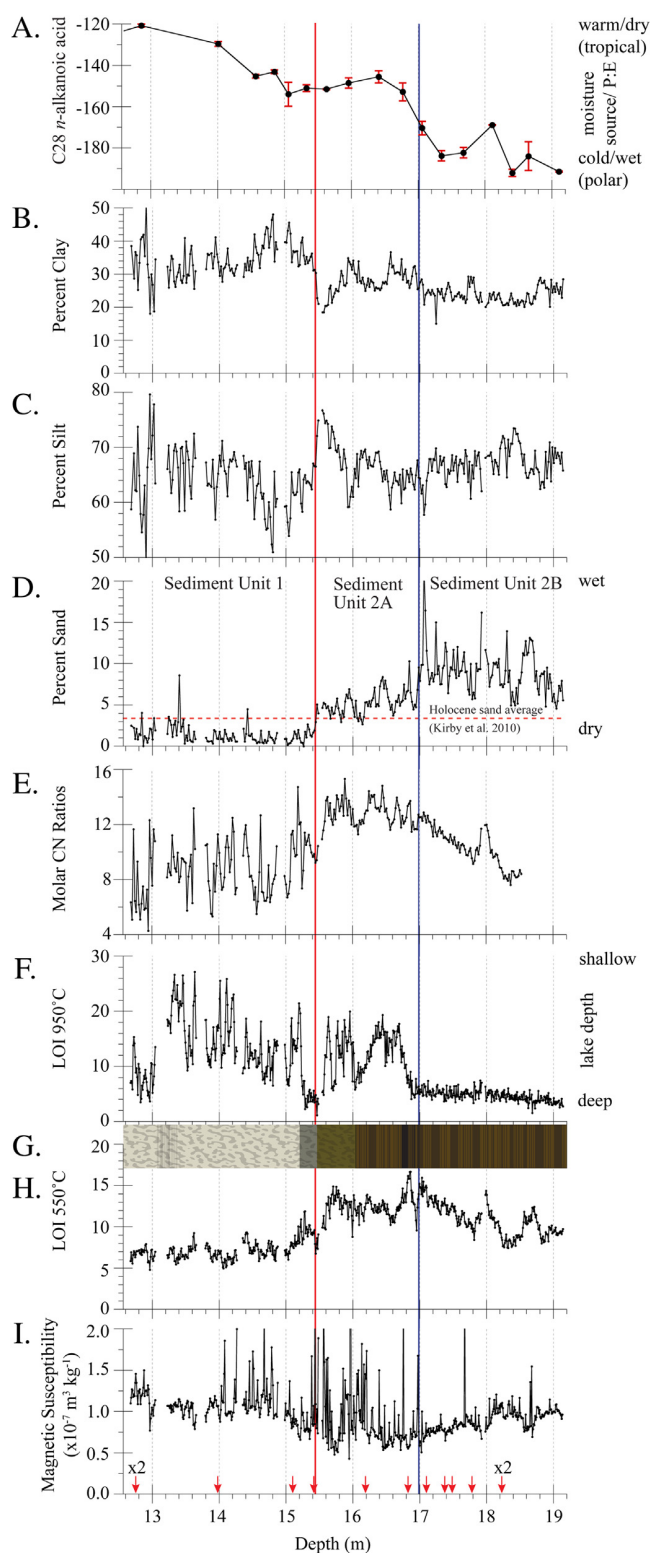 A.
C28 n-alkanoic acid
-120
-140
-160
-180
warm/dry
(tropical)
moisture
source/ P:E
cold/wet
(polar)
B.
Percent Clay
50
40
30
20
10
0
C.
Percent Silt
80
70
60
50
D.
Percent Sand
20
15
10
5
0
Sediment Unit 1
Sediment
Unit 2A
Sediment Unit 2B
Holocene sand average
(Kirby et al. 2010)
wet
dry
E.
Molar CN Ratios
16
12
8
4
F.
LOI 950°C
30
20
10
0
shallow
lake depth
deep
G.
H.
LOI 550°C
20
15
10
5
0
I.
Magnetic Susceptibility
(x10-7 m3 kg-1)
2.0
1.5
1.0
0.5
0.0
x2
x2
13 14 15 16 17 18 19
Depth (m)